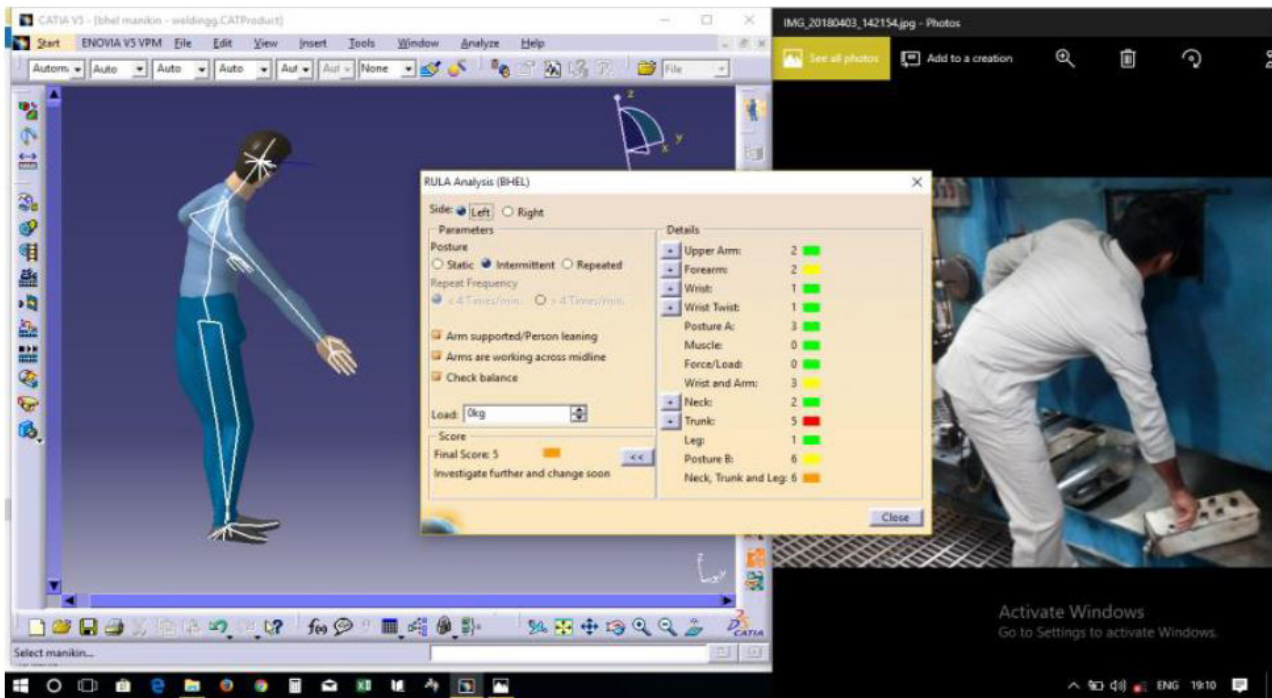 CATIA V5 - [bhel manikin - weldingg.CATProduct]
Start ENOVIA V5 VPM File Edit View Insert Tools Window Analyze Help
Auto Auto Auto Aut Aut None File
z
y
x
RULA Analysis (BHEL)
Side: Left Right
Parameters
Posture
Static Intermittent Repeated
Repeat Frequency
< 4 Times/min. > 4 Times/min.
Arm supported/Person leaning
Arms are working across midline
Check balance
Load: 0kg
Score
Final Score: 5
<<
Investigate further and change soon
Details
+ Upper Arm: 2
+ Forearm: 2
+ Wrist: 1
+ Wrist Twist: 1
Posture A: 3
Muscle: 0
Force/Load: 0
Wrist and Arm: 3
+ Neck: 2
+ Trunk: 5
Leg: 1
Posture B: 6
Neck, Trunk and Leg: 6
Close
z
CATIA
Select manikin...
IMG_20180403_142154.jpg - Photos
See all photos Add to a creation
Activate Windows
Go to Settings to activate Windows.
ENG 19:10